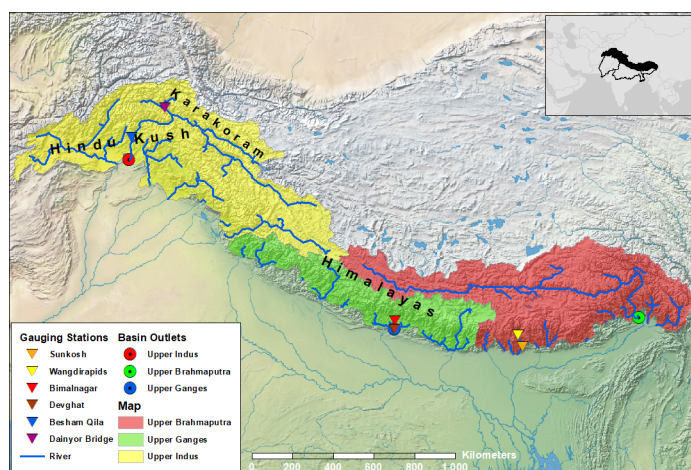 Karakoram
Hindu Kush
Himalayas
Gauging Stations
Sunkosh
Wangdirapids
Bimalnagar
Devghat
Besham Qila
Dainyor Bridge
River
Basin Outlets
Upper Indus
Upper Brahmaputra
Upper Ganges
Map
Upper Brahmaputra
Upper Ganges
Upper Indus
Kilometers
0 200 400 600 800 1 000